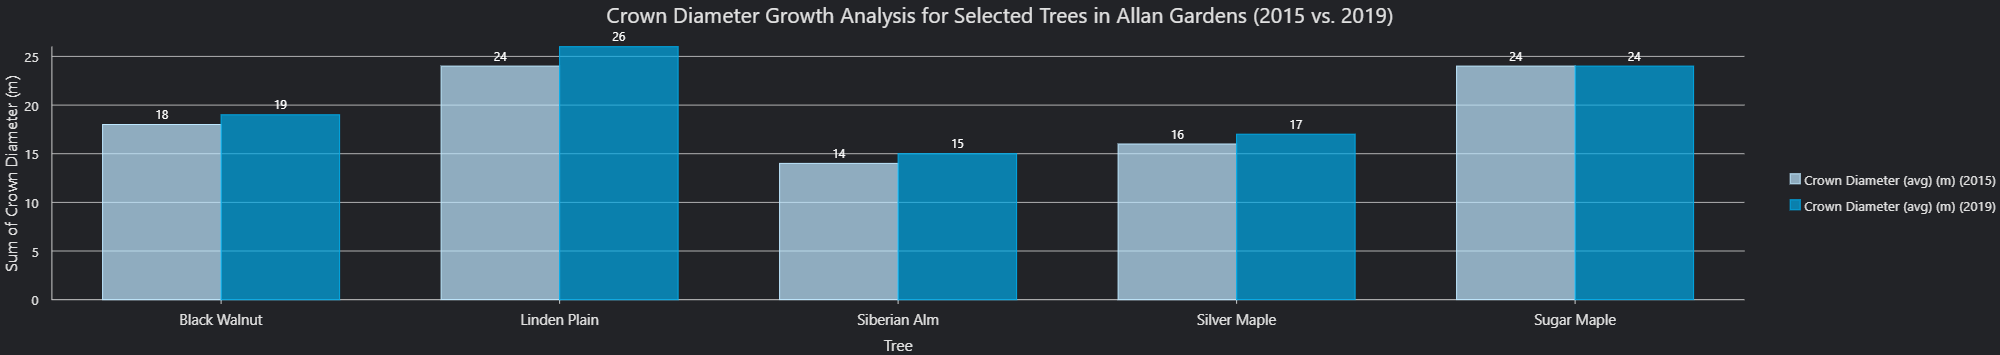 Crown Diameter Growth Analysis for Selected Trees in Allan Gardens (2015 vs. 2019)
Sum of Crown Diameter (m)
25
20
15
10
5
0
18
19
24
26
14
15
16
17
24
24
Black Walnut
Linden Plain
Siberian Alm
Silver Maple
Sugar Maple
Tree
Crown Diameter (avg) (m) (2015)
Crown Diameter (avg) (m) (2019)